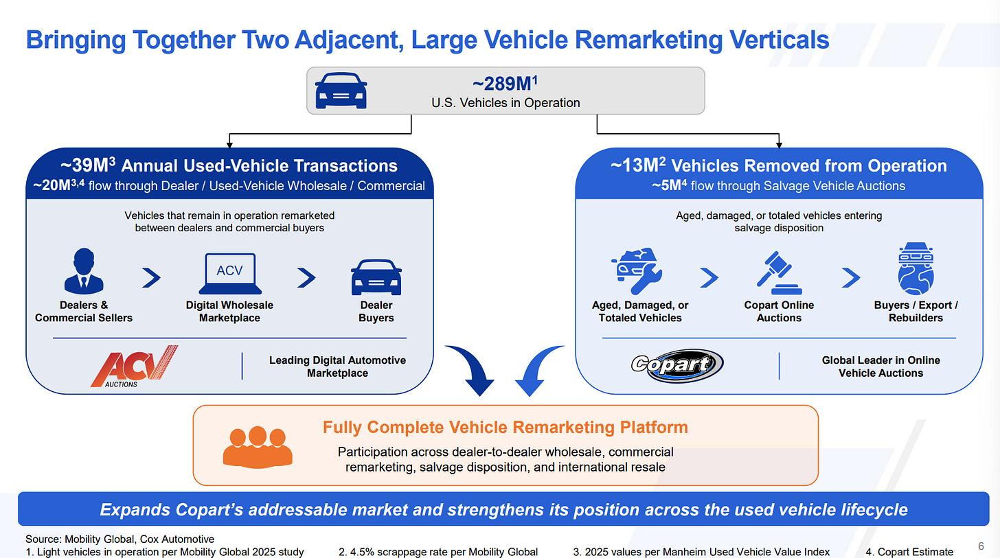 Bringing Together Two Adjacent, Large Vehicle Remarketing Verticals
~289M¹
U.S. Vehicles in Operation
~39M³ Annual Used-Vehicle Transactions
~20M³,⁴ flow through Dealer / Used-Vehicle Wholesale / Commercial
Vehicles that remain in operation remarketed
between dealers and commercial buyers
ACV
Dealers &
Commercial Sellers
Digital Wholesale
Marketplace
Dealer
Buyers
ACV
AUCTIONS
Leading Digital Automotive
Marketplace
~13M² Vehicles Removed from Operation
~5M⁴ flow through Salvage Vehicle Auctions
Aged, damaged, or totaled vehicles entering
salvage disposition
Aged, Damaged, or
Totaled Vehicles
Copart Online
Auctions
Buyers / Export /
Rebuilders
Copart
Global Leader in Online
Vehicle Auctions
Fully Complete Vehicle Remarketing Platform
Participation across dealer-to-dealer wholesale, commercial
remarketing, salvage disposition, and international resale
Expands Copart’s addressable market and strengthens its position across the used vehicle lifecycle
Source: Mobility Global, Cox Automotive
1. Light vehicles in operation per Mobility Global 2025 study
2. 4.5% scrappage rate per Mobility Global
3. 2025 values per Manheim Used Vehicle Value Index
4. Copart Estimate
6